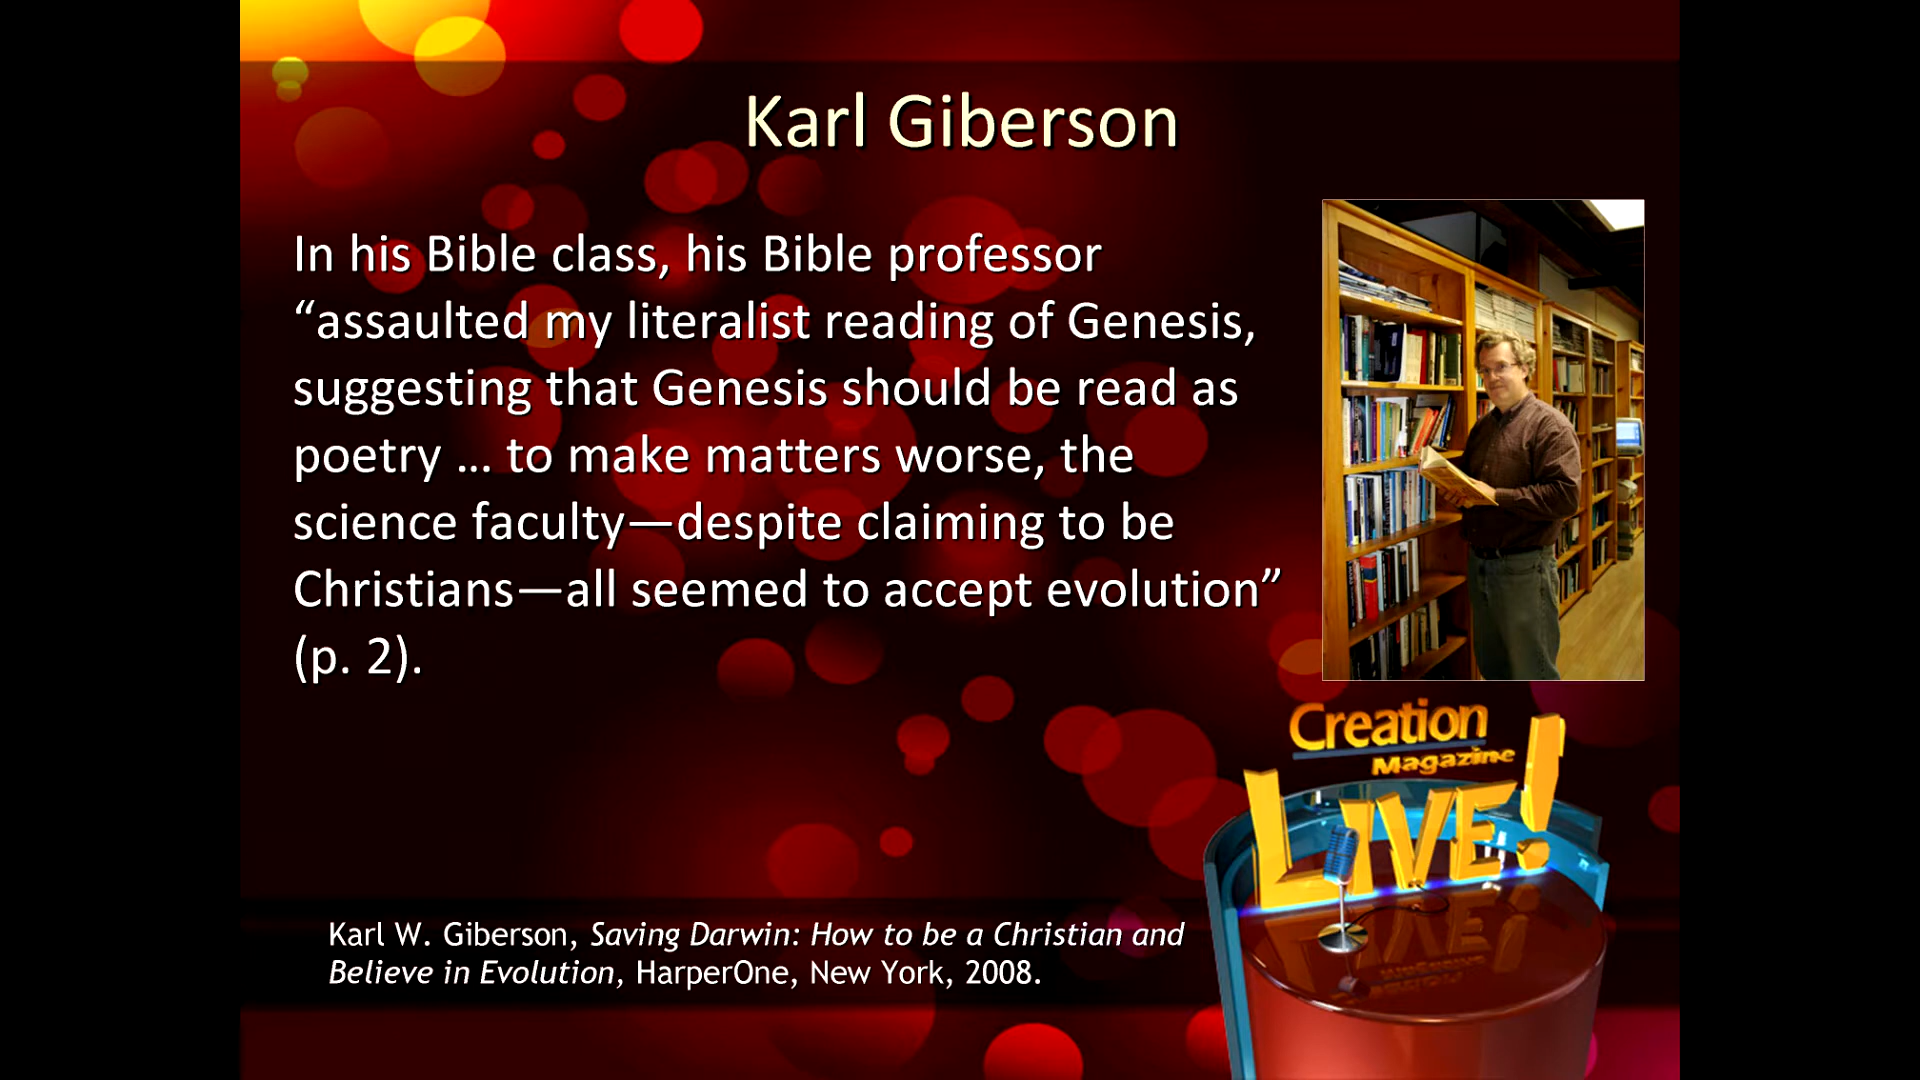 Karl Giberson
In his Bible class, his Bible professor
“assaulted my literalist reading of Genesis,
suggesting that Genesis should be read as
poetry … to make matters worse, the
science faculty—despite claiming to be
Christians—all seemed to accept evolution”
(p. 2).
Creation
Magazine
LIVE!
Karl W. Giberson, Saving Darwin: How to be a Christian and
Believe in Evolution, HarperOne, New York, 2008.